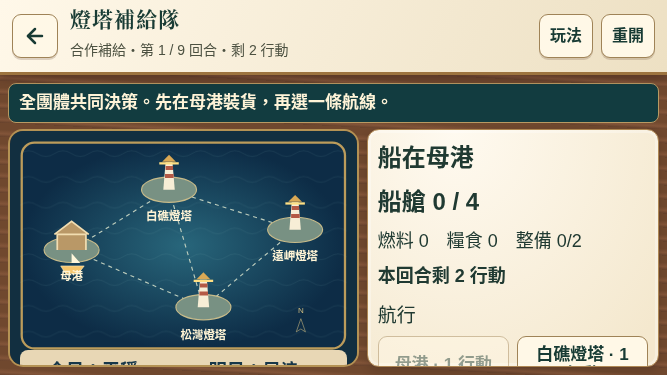 燈塔補給隊
合作補給・第 1 / 9 回合・剩 2 行動
玩法
重開
全團體共同決策。先在母港裝貨，再選一條航線。
白礁燈塔
遠岬燈塔
母港
松灣燈塔
N
船在母港
船艙 0 / 4
燃料 0 糧食 0 整備 0/2
本回合剩 2 行動
航行
母港・1 行動
白礁燈塔・1